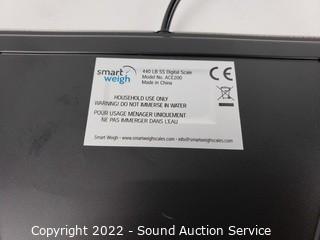 smart
weigh
440 LB SS Digital Scale
Model No. ACE200
Made in China
CE
HOUSEHOLD USE ONLY
WARNING/ DO NOT IMMERSE IN WATER
POUR USAGE MENAGER UNIQUEMENT
NE PAS IMMERGER DANS L'EAU
Smart Weigh - www.smartweighscales.com - info@smartweighscales.com
Copyright 2022 - Sound Auction Service